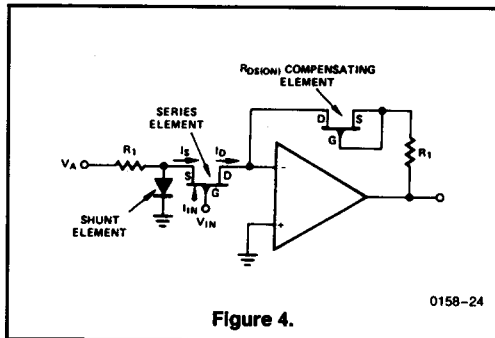 RDS(ON) COMPENSATING
ELEMENT
D S
G
SERIES
ELEMENT
R1
VA
R1
IS
ID
S
D
G
IIN
VIN
-
+
SHUNT
ELEMENT
0158-24
Figure 4.